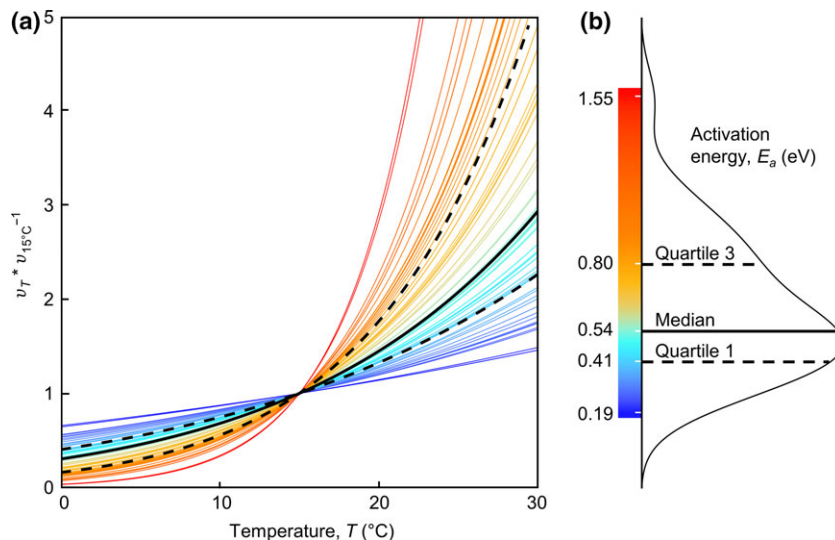 (a)
5
4
3
2
1
0
υT * υ15°C−1
0 10 20 30
Temperature, T (°C)
(b)
1.55
0.80
0.54
0.41
0.19
Activation
energy, Ea (eV)
Quartile 3
Median
Quartile 1